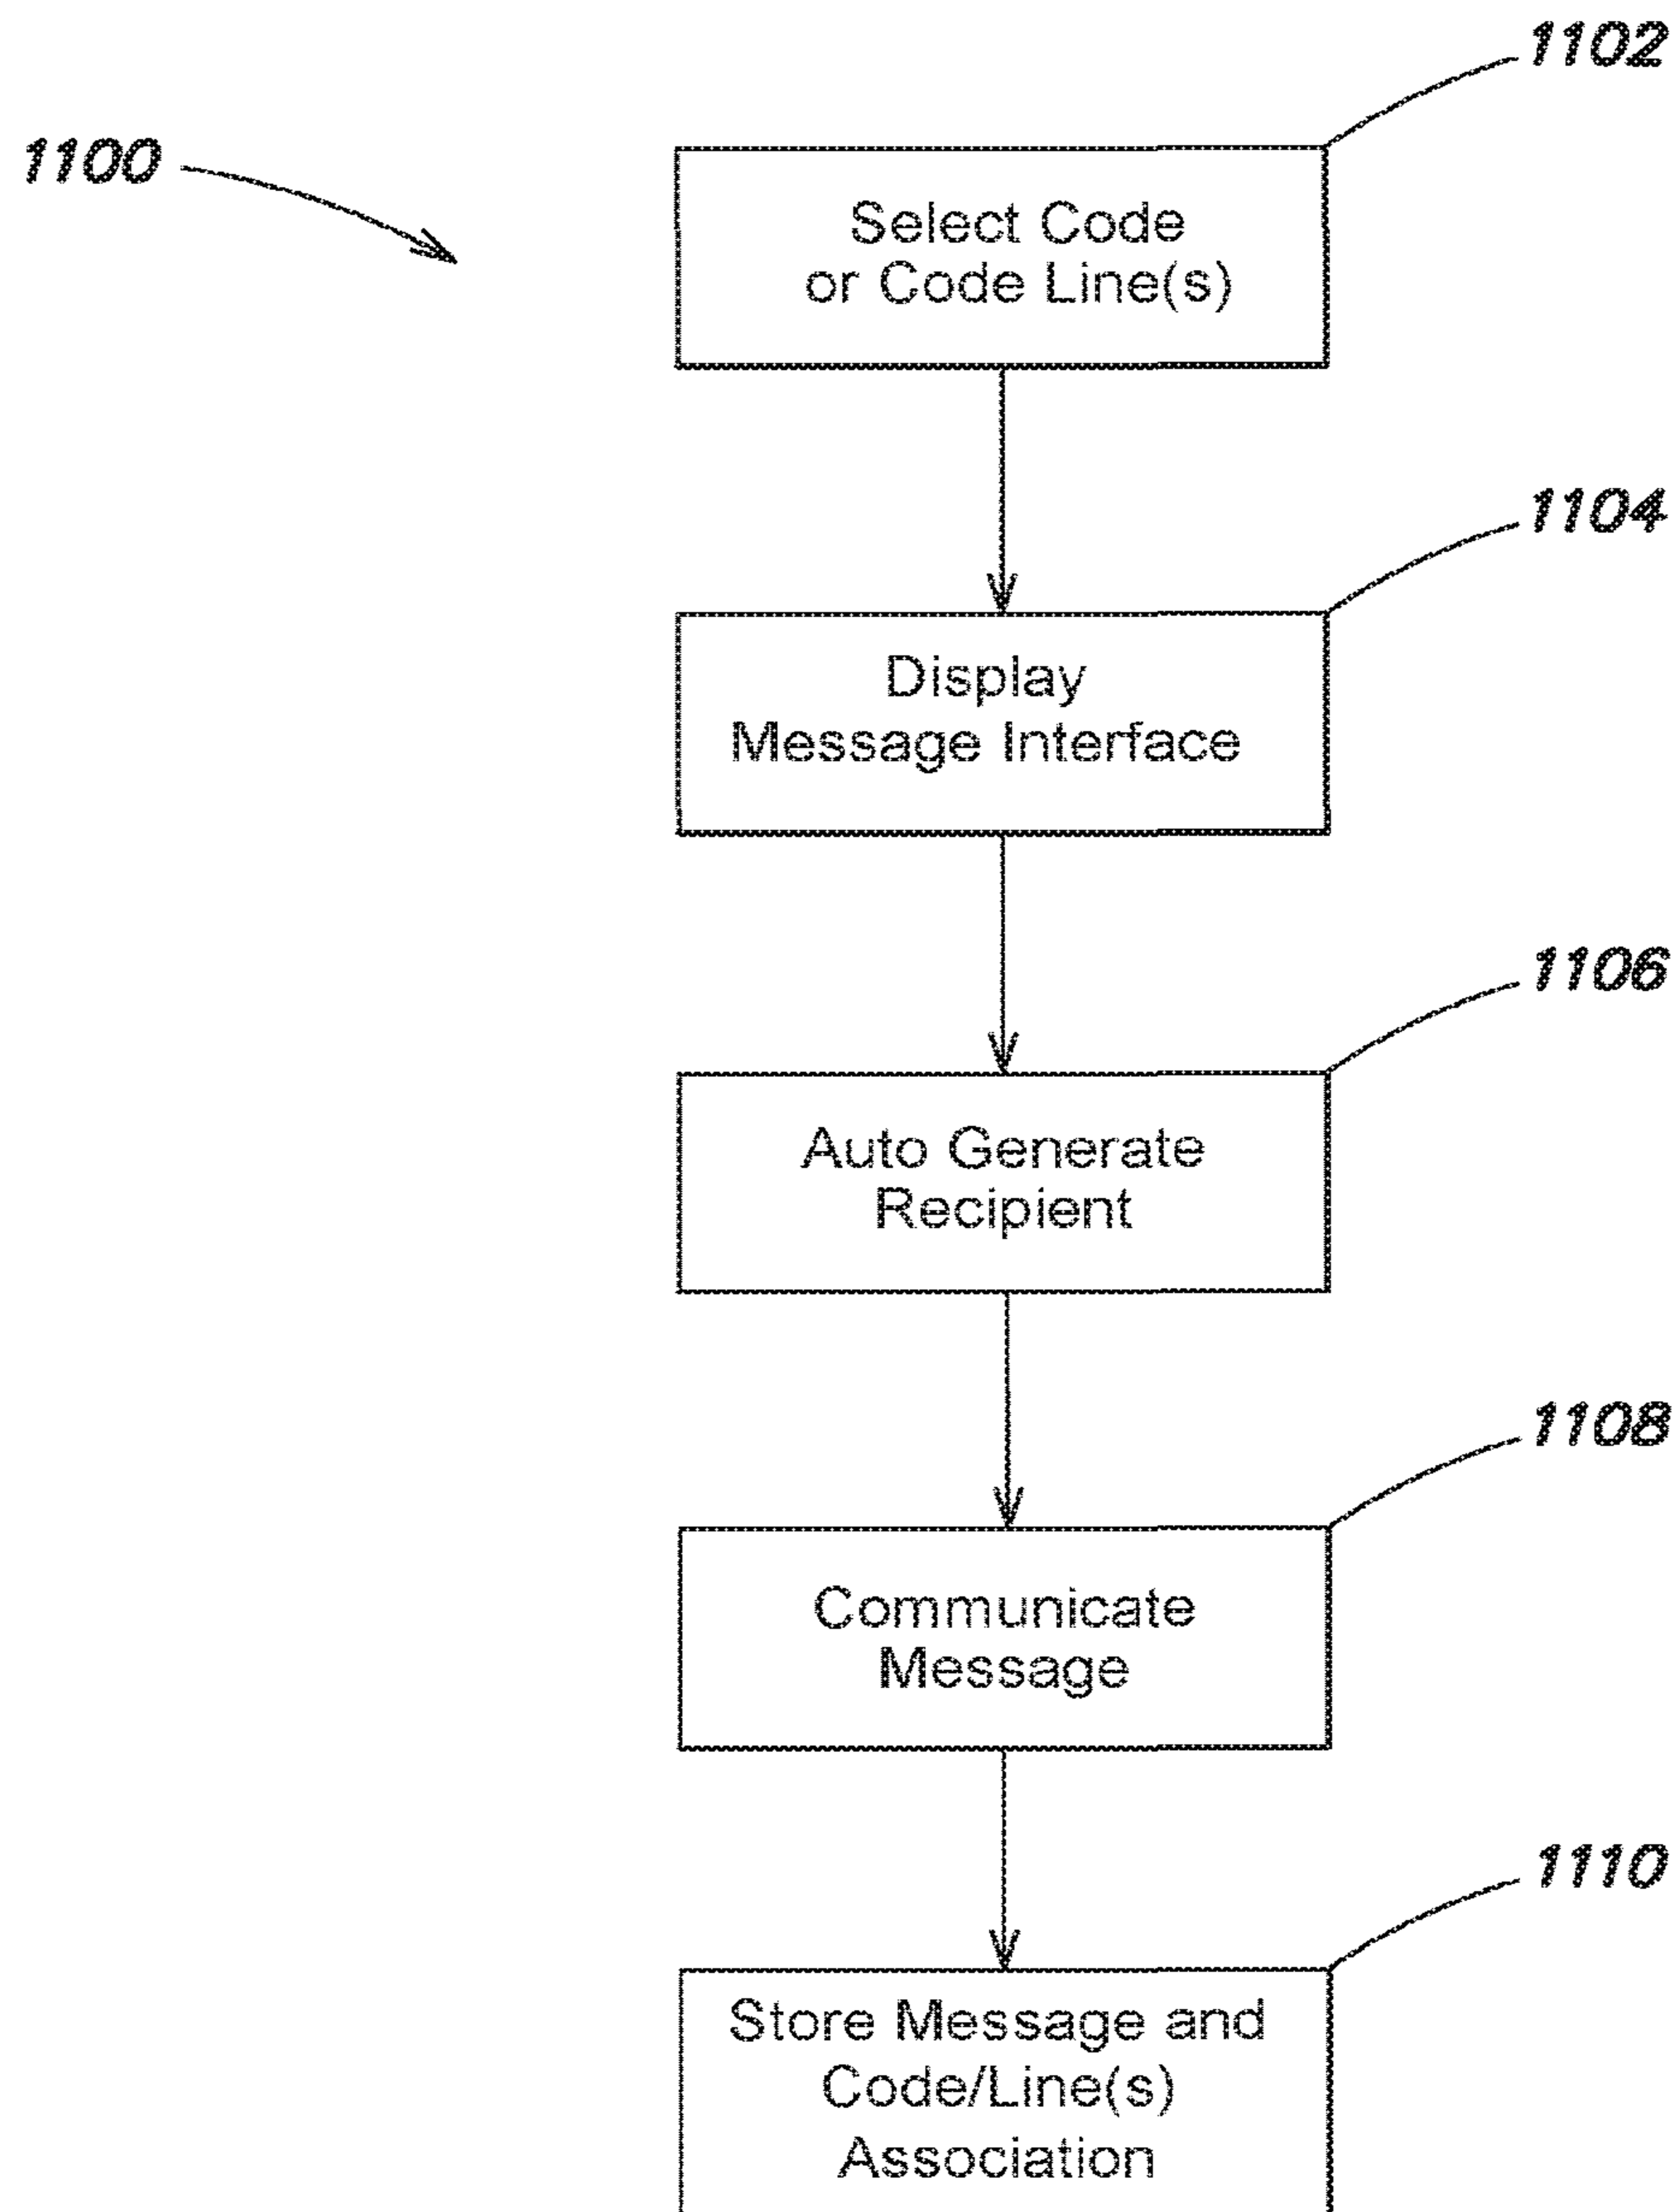 1102
1100
Select Code
or Code Line(s)
1104
Display
Message Interface
1106
Auto Generate
Recipient
1108
Communicate
Message
1110
Store Message and
Code/Line(s)
Association